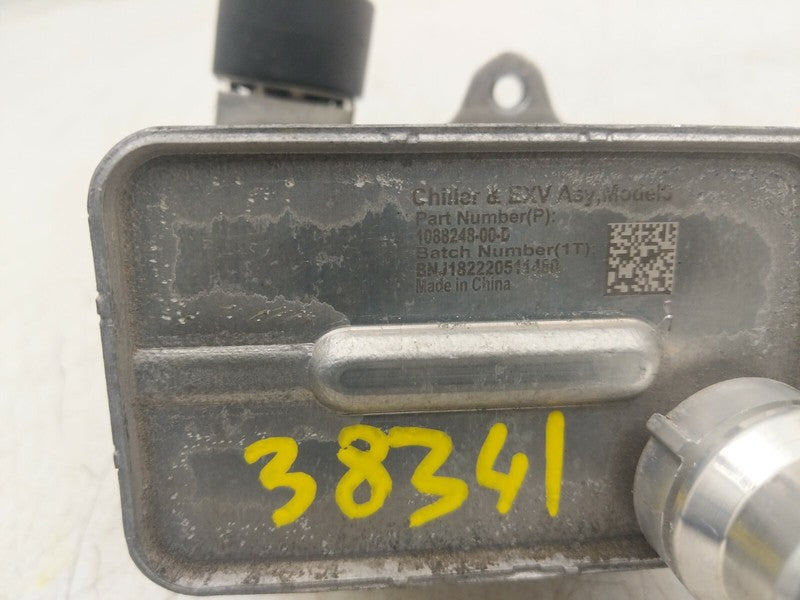 Chiller & EXV Asy,Model3
Part Number(P):
1088248-00-D
Batch Number(1T):
BNJ182220511450
Made in China
38341